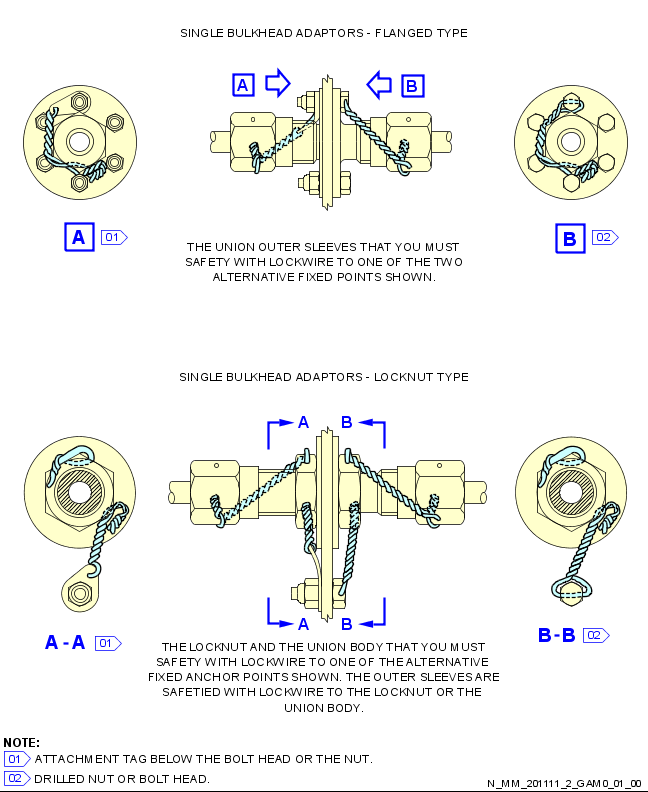 SINGLE BULKHEAD ADAPTORS - FLANGED TYPE
A
B
A 01
B 02
THE UNION OUTER SLEEVES THAT YOU MUST
SAFETY WITH LOCKWIRE TO ONE OF THE TWO
ALTERNATIVE FIXED POINTS SHOWN.
SINGLE BULKHEAD ADAPTORS - LOCKNUT TYPE
A B
A B
A - A 01
B - B 02
THE LOCKNUT AND THE UNION BODY THAT YOU MUST
SAFETY WITH LOCKWIRE TO ONE OF THE ALTERNATIVE
FIXED ANCHOR POINTS SHOWN. THE OUTER SLEEVES ARE
SAFETIED WITH LOCKWIRE TO THE LOCKNUT OR THE
UNION BODY.
NOTE:
01 ATTACHMENT TAG BELOW THE BOLT HEAD OR THE NUT.
02 DRILLED NUT OR BOLT HEAD.
N_MM_201111_2_GAM0_01_00